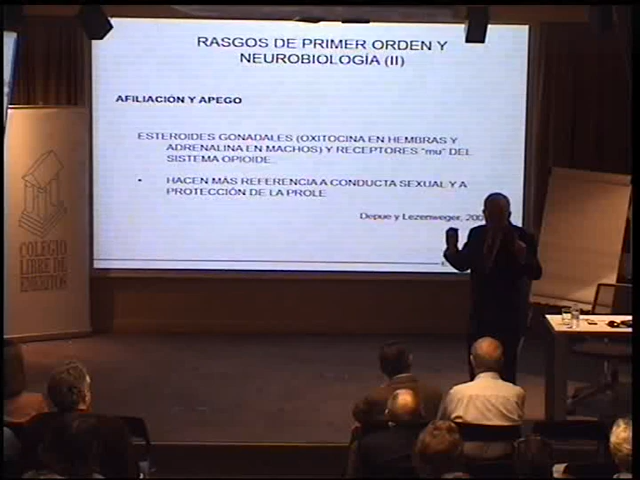 RASGOS DE PRIMER ORDEN Y
NEUROBIOLOGÍA (II)
AFILIACIÓN Y APEGO
ESTEROIDES GONADALES (OXITOCINA EN HEMBRAS Y
ADRENALINA EN MACHOS) Y RECEPTORES "mu" DEL
SISTEMA OPIOIDE.
• HACEN MÁS REFERENCIA A CONDUCTA SEXUAL Y A
PROTECCIÓN DE LA PROLE
Depue y Lezenweger, 200
COLEGIO
LIBRE DE
EMÉRITOS